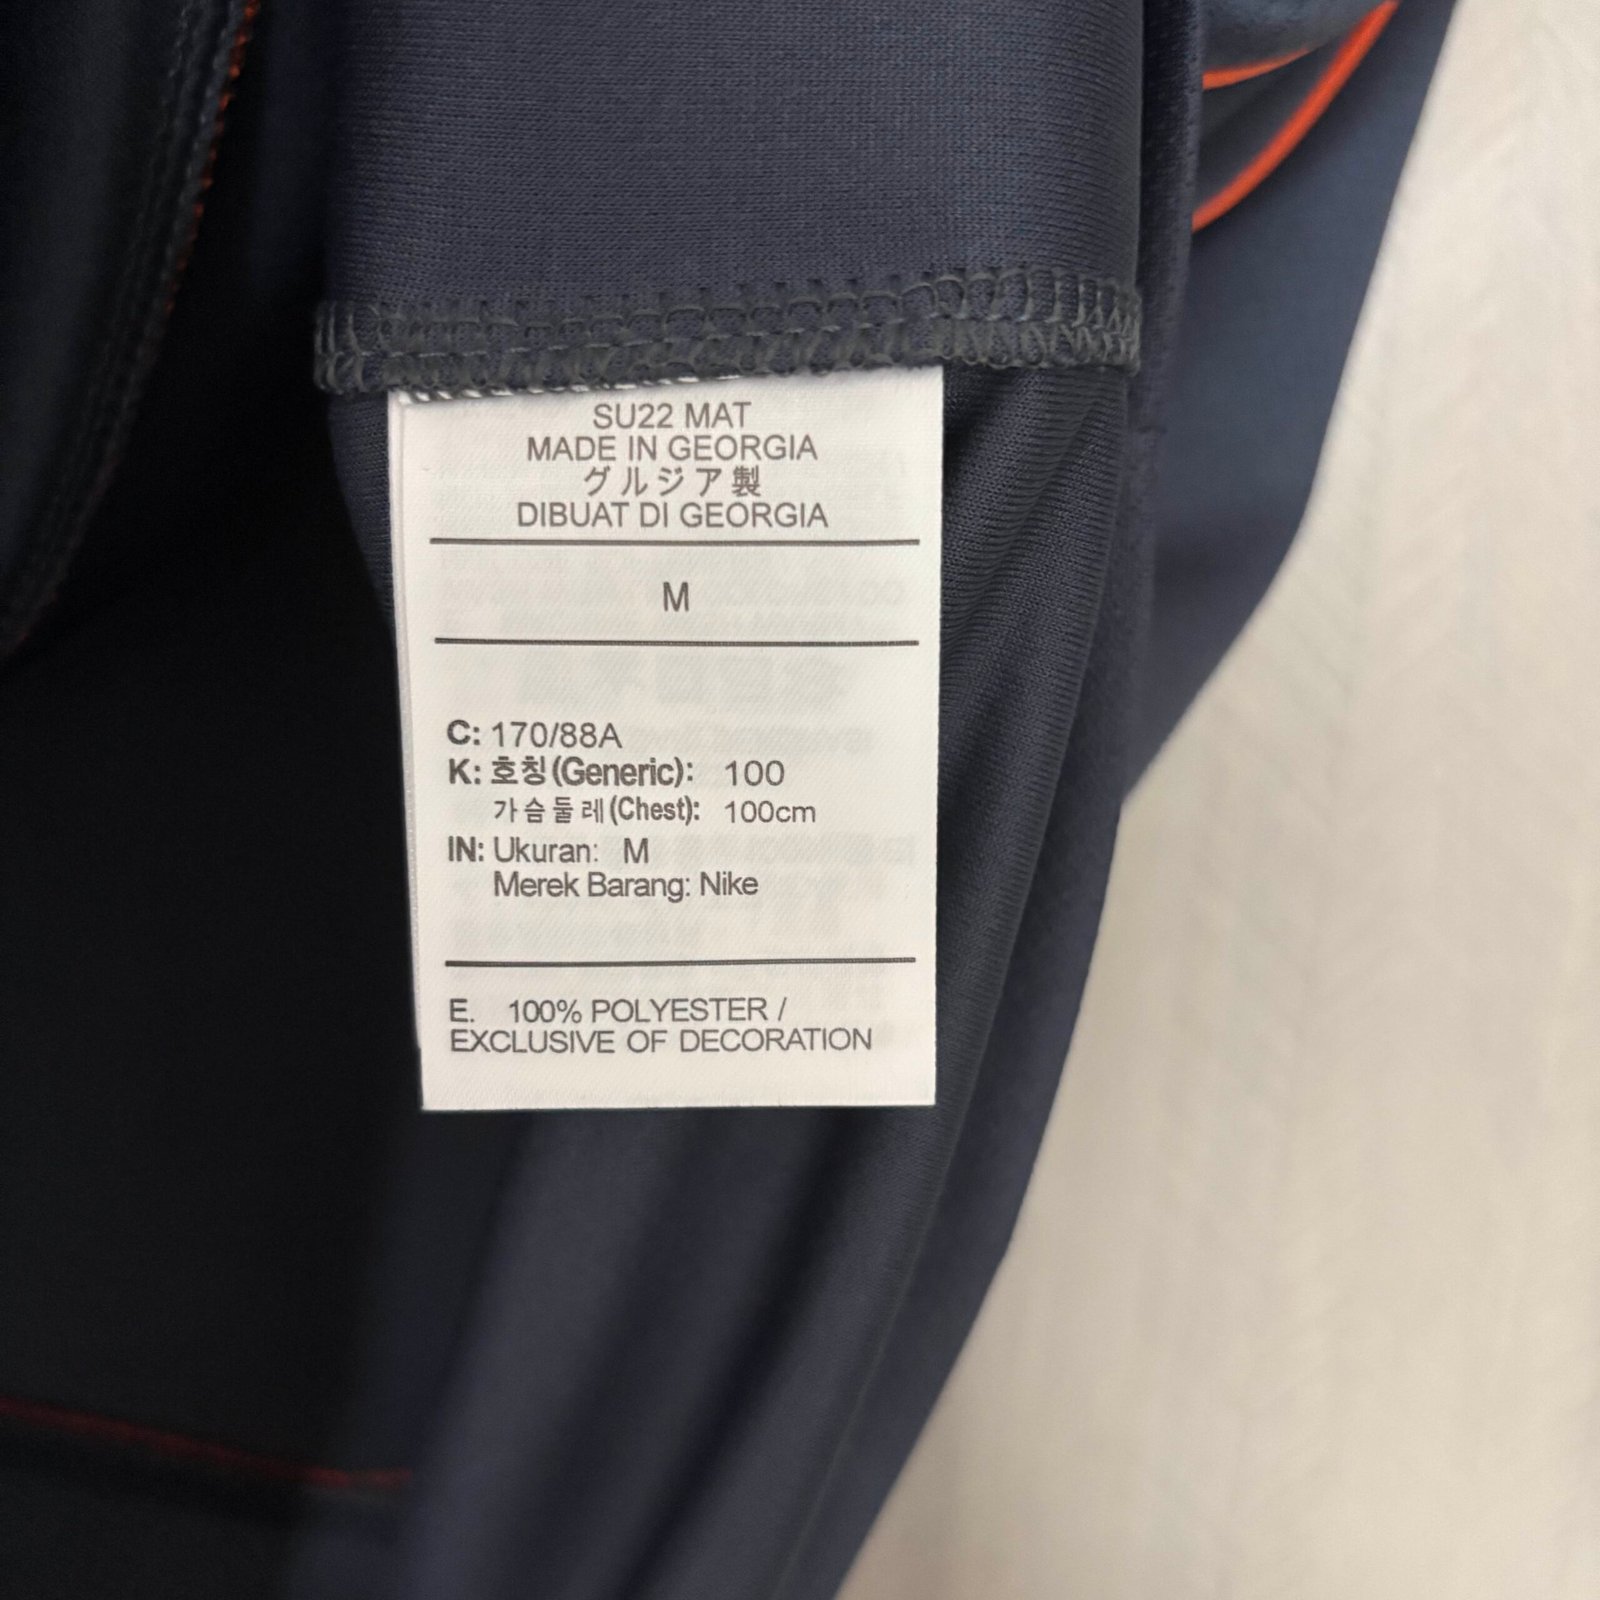 SU22 MAT
MADE IN GEORGIA
グルジア製
DIBUAT DI GEORGIA
M
C: 170/88A
K: 호칭(Generic): 100
가슴둘레(Chest): 100cm
IN: Ukuran: M
Merek Barang: Nike
E. 100% POLYESTER /
EXCLUSIVE OF DECORATION